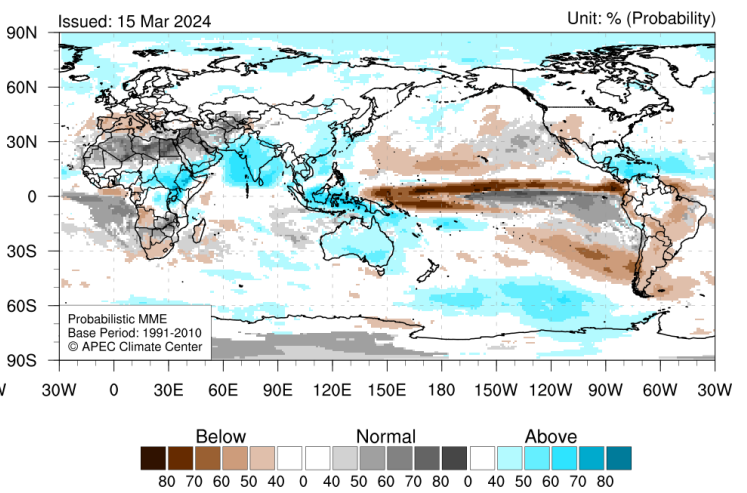 Issued: 15 Mar 2024 Unit: % (Probability)
90N
60N
30N
0
30S
60S
90S
Probabilistic MME
Base Period: 1991-2010
© APEC Climate Center
W 30W 0 30E 60E 90E 120E 150E 180 150W 120W 90W 60W 30W
Below Normal Above
80 70 60 50 40 0 40 50 60 70 80 0 40 50 60 70 80